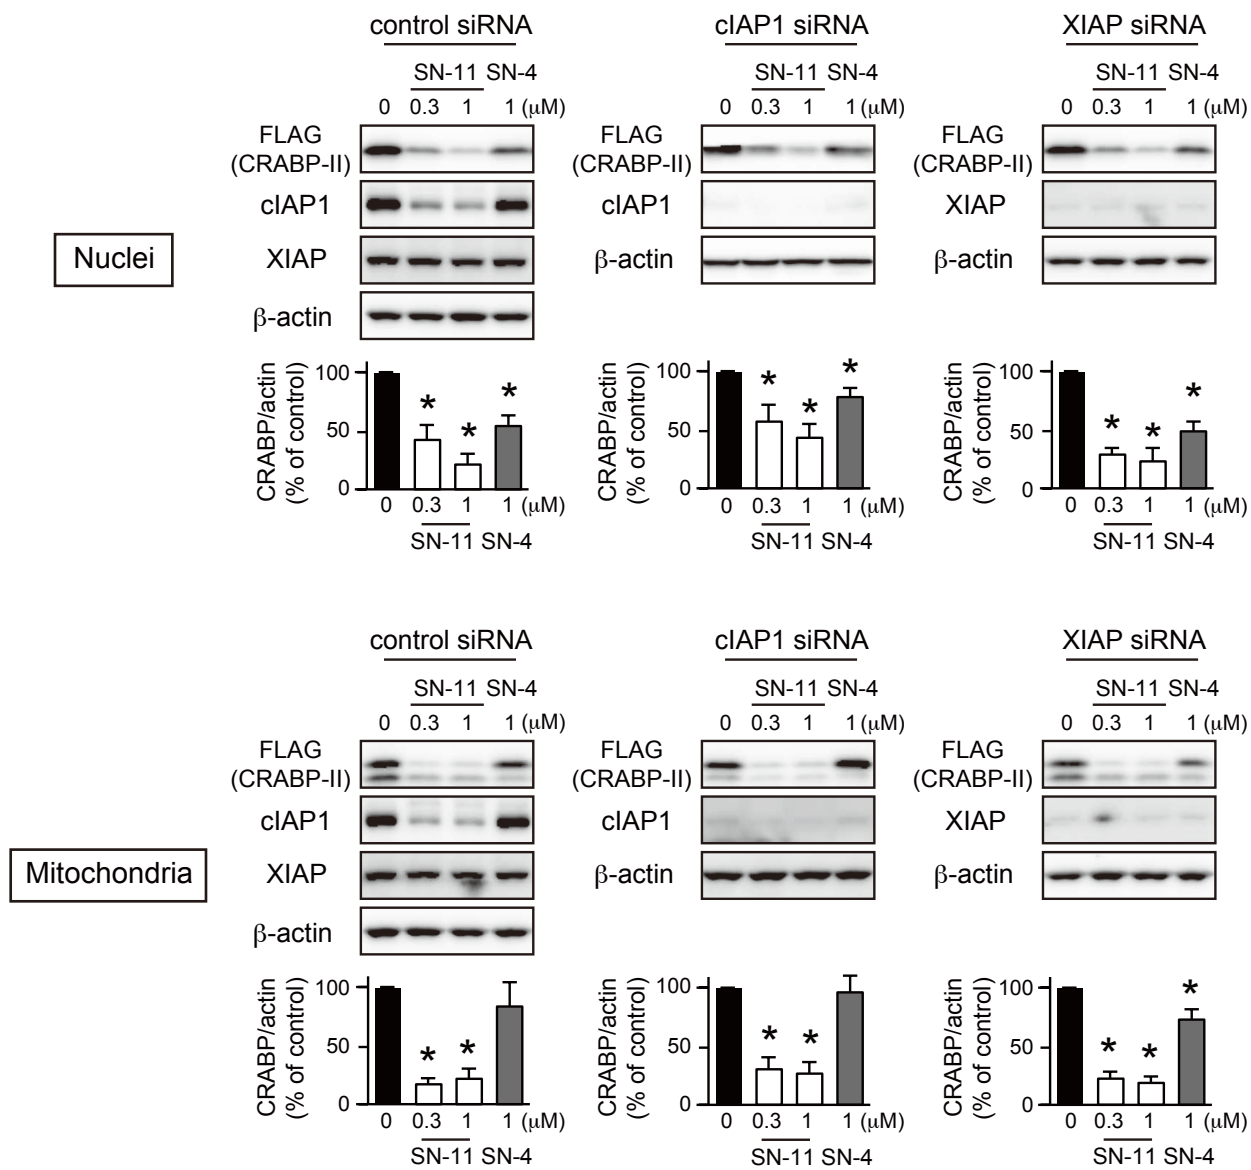 control siRNA
SN-11 SN-4
0 0.3 1 1 (μM)
FLAG
(CRABP-II)
cIAP1
XIAP
β-actin
CRABP/actin
(% of control)
100
50
0
* * *
0 0.3 1 1 (μM)
SN-11 SN-4
cIAP1 siRNA
SN-11 SN-4
0 0.3 1 1 (μM)
FLAG
(CRABP-II)
cIAP1
β-actin
CRABP/actin
(% of control)
100
50
0
* * *
0 0.3 1 1 (μM)
SN-11 SN-4
XIAP siRNA
SN-11 SN-4
0 0.3 1 1 (μM)
FLAG
(CRABP-II)
XIAP
β-actin
CRABP/actin
(% of control)
100
50
0
* * *
0 0.3 1 1 (μM)
SN-11 SN-4
Nuclei
control siRNA
SN-11 SN-4
0 0.3 1 1 (μM)
FLAG
(CRABP-II)
cIAP1
XIAP
β-actin
CRABP/actin
(% of control)
100
50
0
* *
0 0.3 1 1 (μM)
SN-11 SN-4
cIAP1 siRNA
SN-11 SN-4
0 0.3 1 1 (μM)
FLAG
(CRABP-II)
cIAP1
β-actin
CRABP/actin
(% of control)
100
50
0
* *
0 0.3 1 1 (μM)
SN-11 SN-4
XIAP siRNA
SN-11 SN-4
0 0.3 1 1 (μM)
FLAG
(CRABP-II)
XIAP
β-actin
CRABP/actin
(% of control)
100
50
0
* * *
0 0.3 1 1 (μM)
SN-11 SN-4
Mitochondria